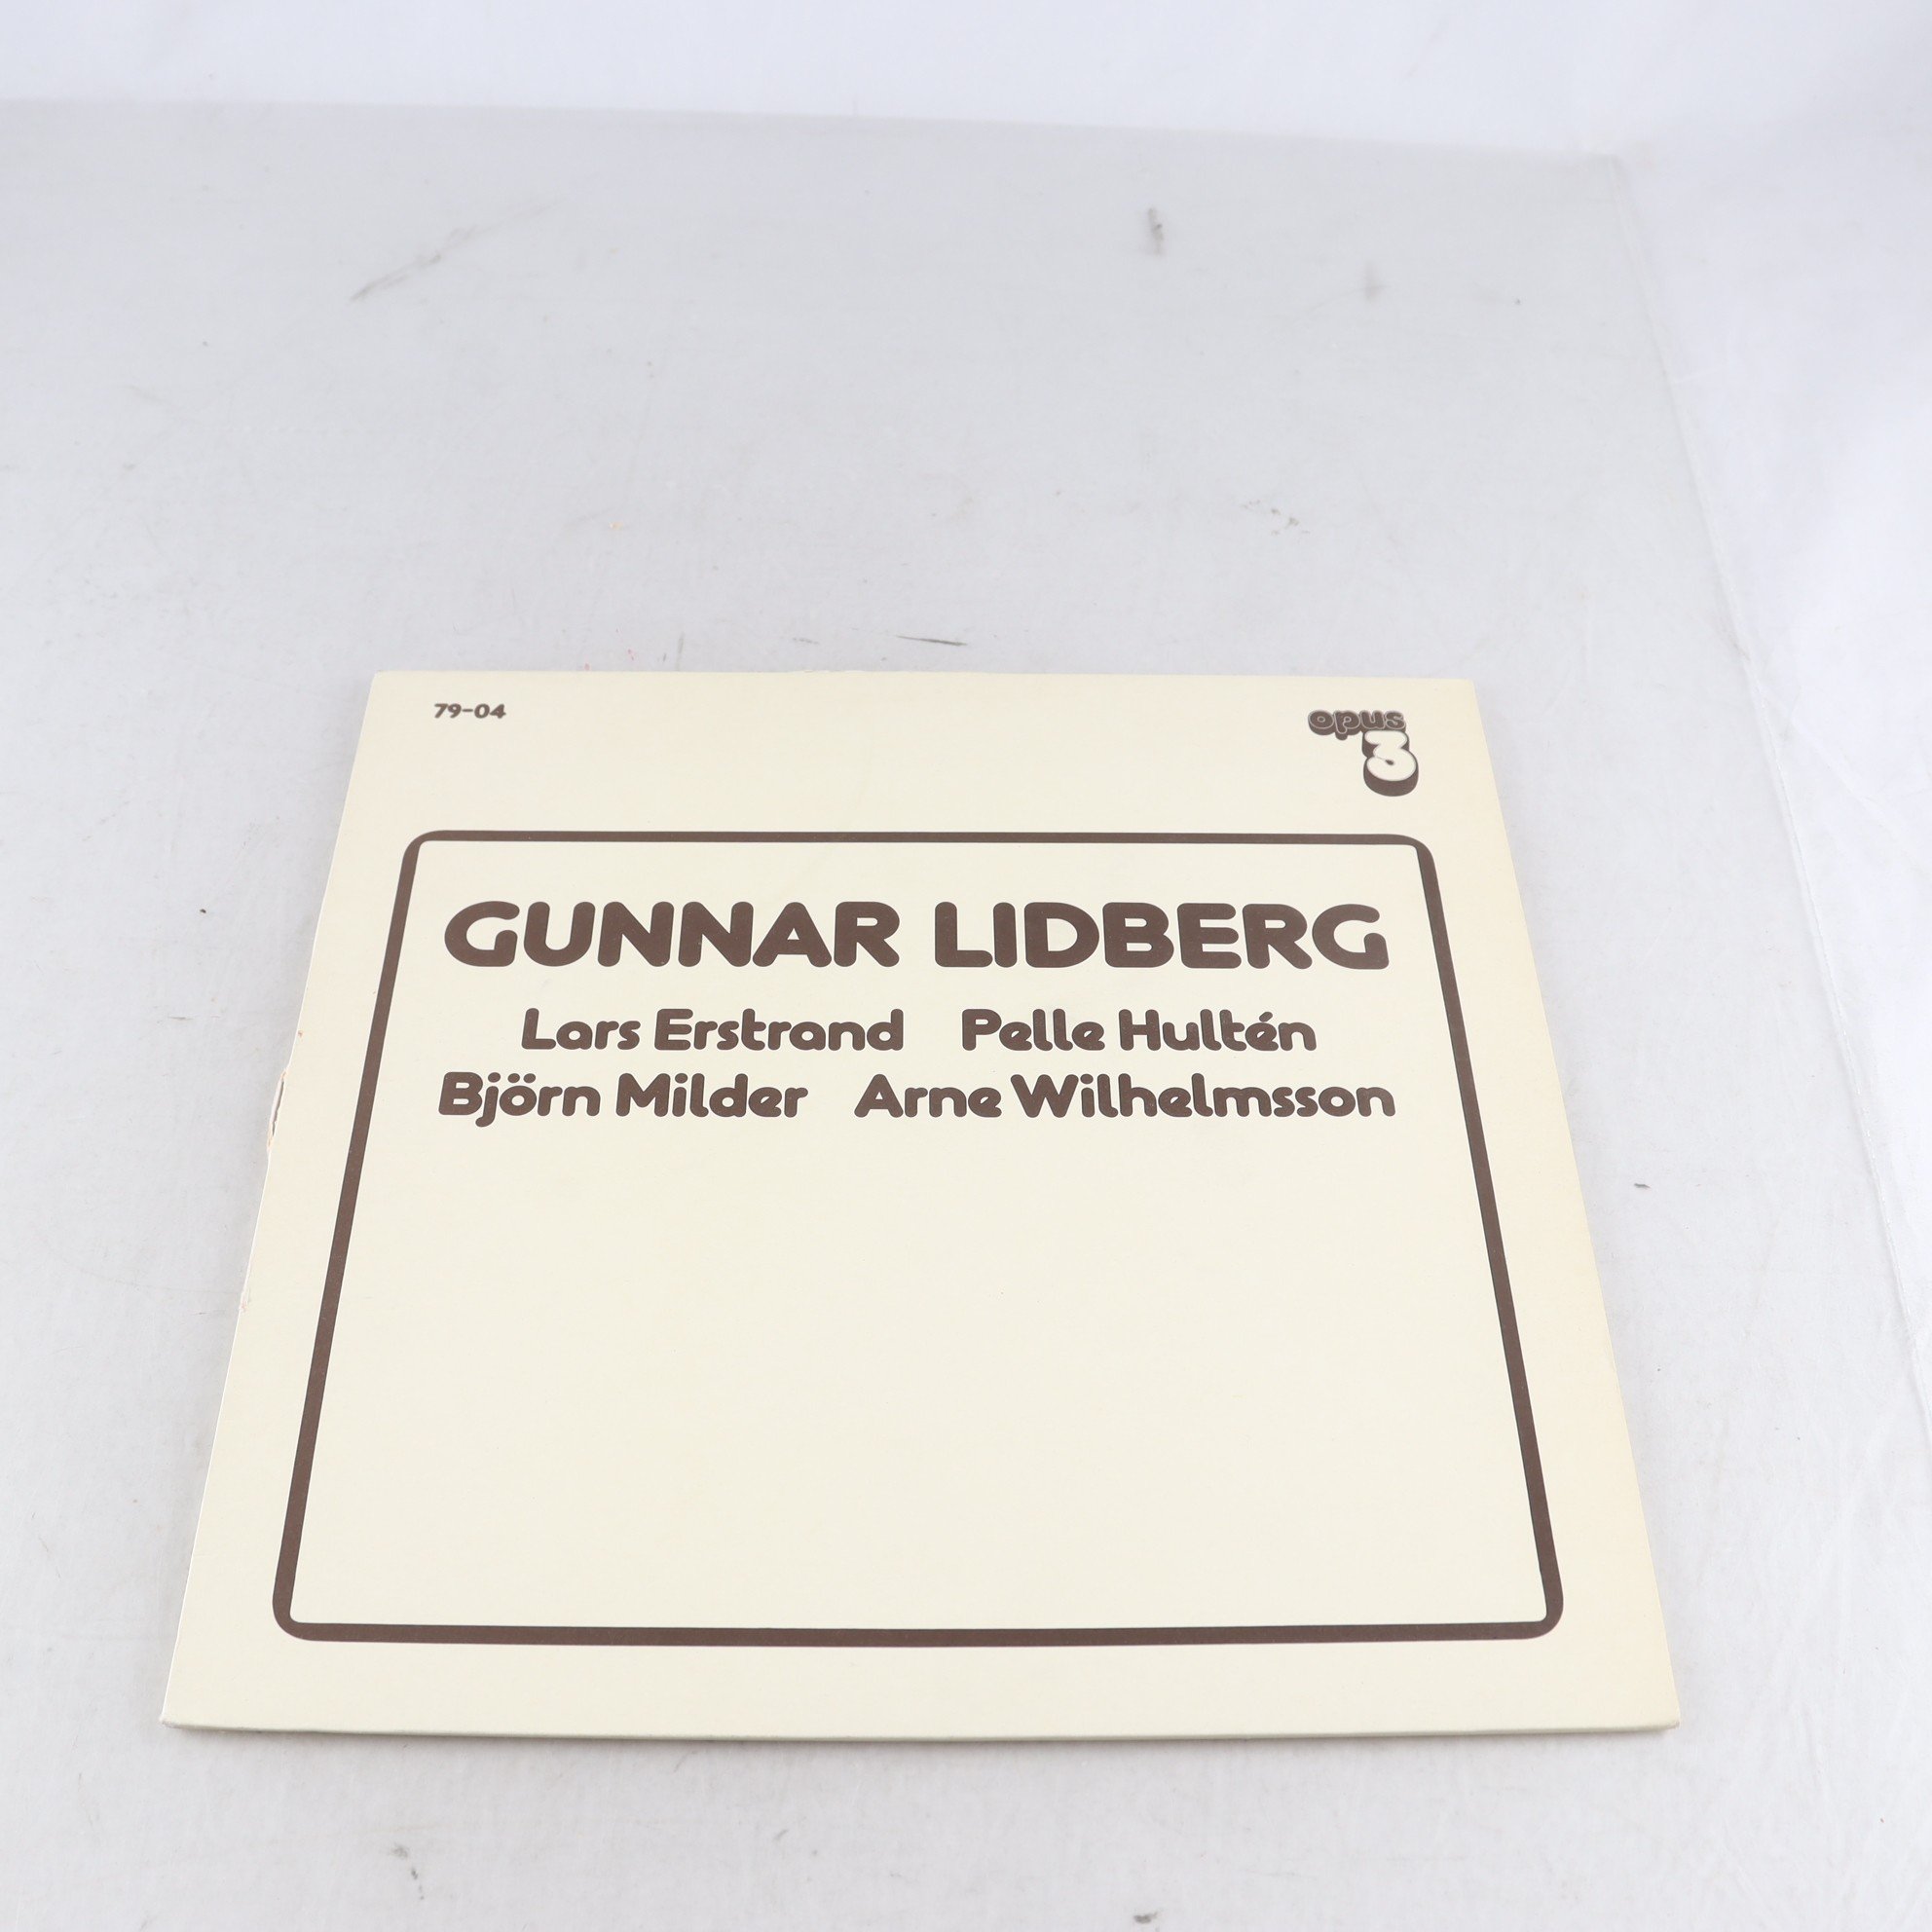 79-04
opus
3
GUNNAR LIDBERG
Lars Erstrand Pelle Hultén
Björn Milder Arne Wilhelmsson